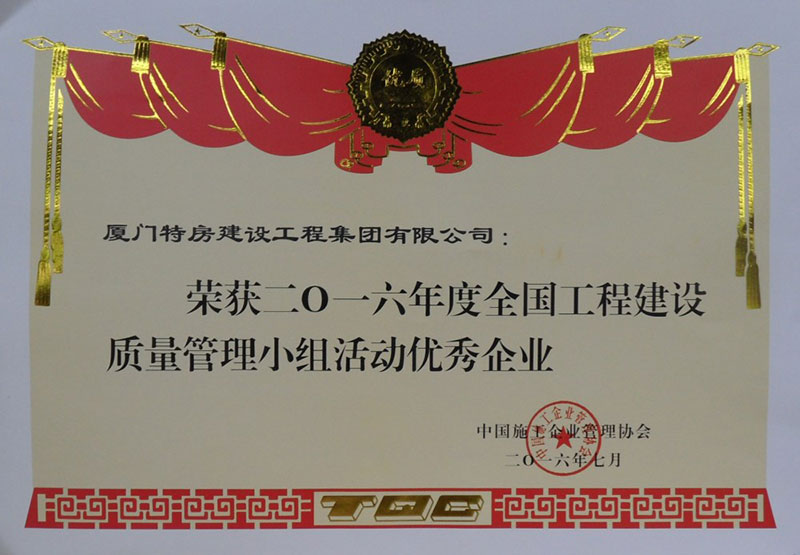 厦门特房建设工程集团有限公司：
荣获二O一六年度全国工程建设
质量管理小组活动优秀企业
中国施工企业管理协会
二O一六年七月
TQC